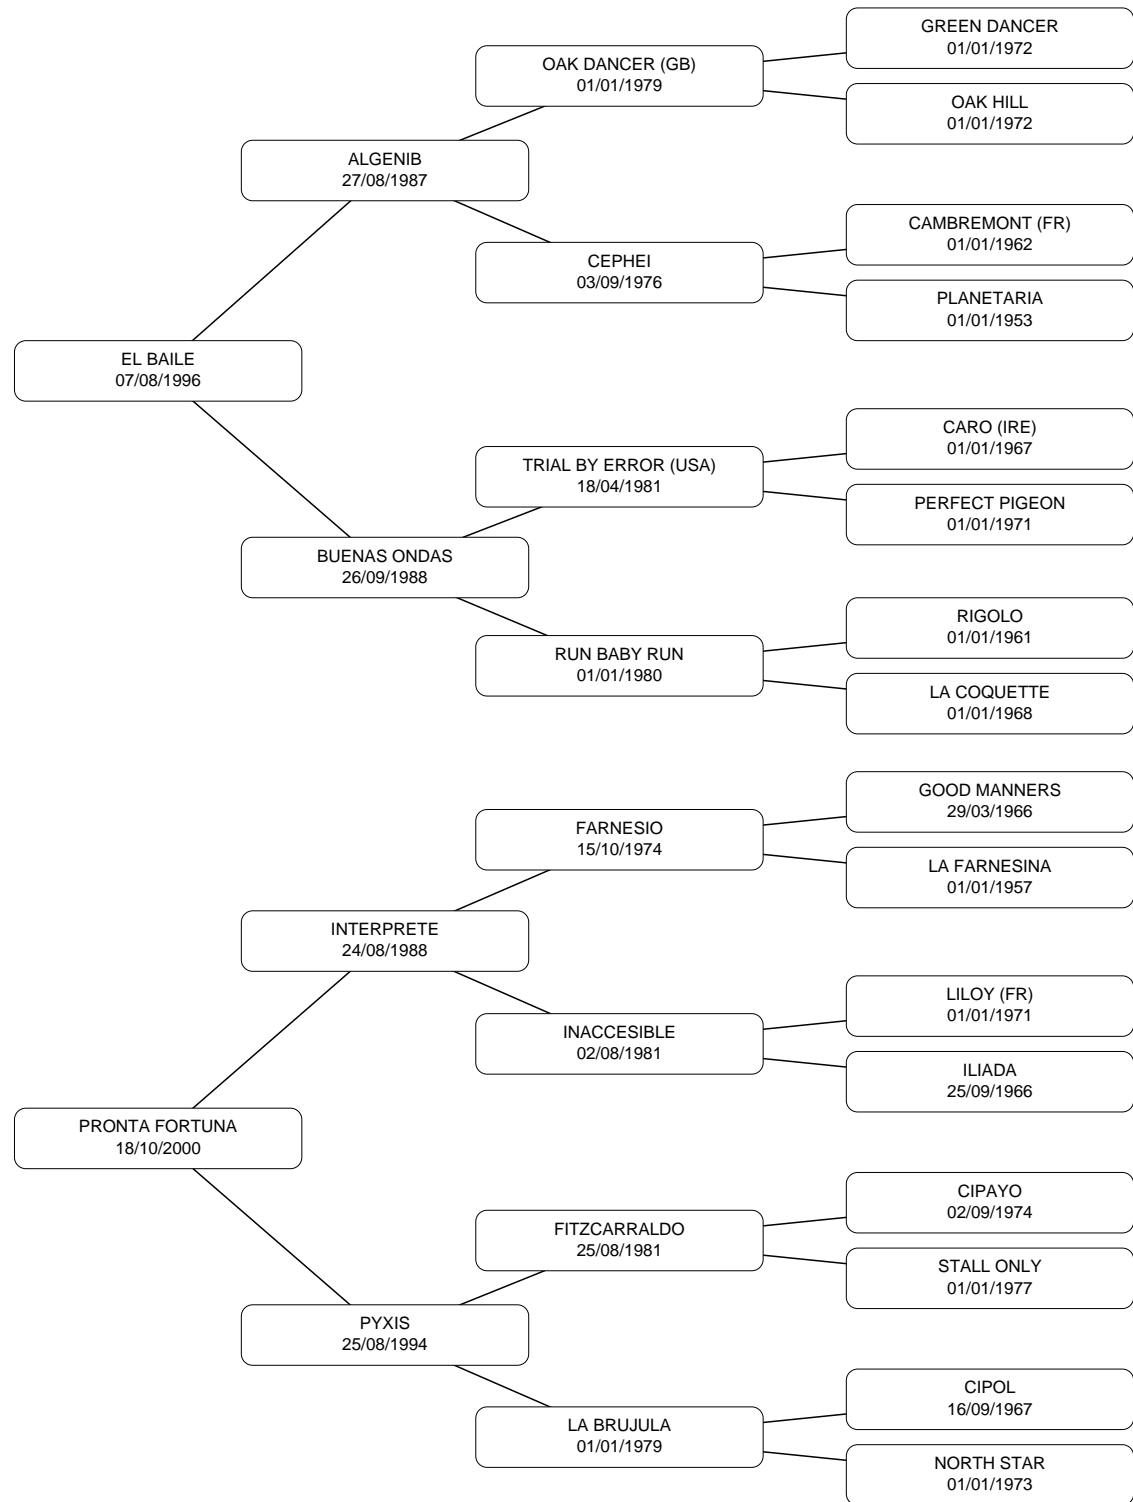 GREEN DANCER
01/01/1972
OAK DANCER (GB)
01/01/1979
OAK HILL
01/01/1972
ALGENIB
27/08/1987
CAMBREMONT (FR)
01/01/1962
CEPHEI
03/09/1976
PLANETARIA
01/01/1953
EL BAILE
07/08/1996
CARO (IRE)
01/01/1967
TRIAL BY ERROR (USA)
18/04/1981
PERFECT PIGEON
01/01/1971
BUENAS ONDAS
26/09/1988
RIGOLO
01/01/1961
RUN BABY RUN
01/01/1980
LA COQUETTE
01/01/1968
GOOD MANNERS
29/03/1966
FARNESIO
15/10/1974
LA FARNESINA
01/01/1957
INTERPRETE
24/08/1988
LILOY (FR)
01/01/1971
INACCESIBLE
02/08/1981
ILIADA
25/09/1966
PRONTA FORTUNA
18/10/2000
CIPAYO
02/09/1974
FITZCARRALDO
25/08/1981
STALL ONLY
01/01/1977
PYXIS
25/08/1994
CIPOL
16/09/1967
LA BRUJULA
01/01/1979
NORTH STAR
01/01/1973